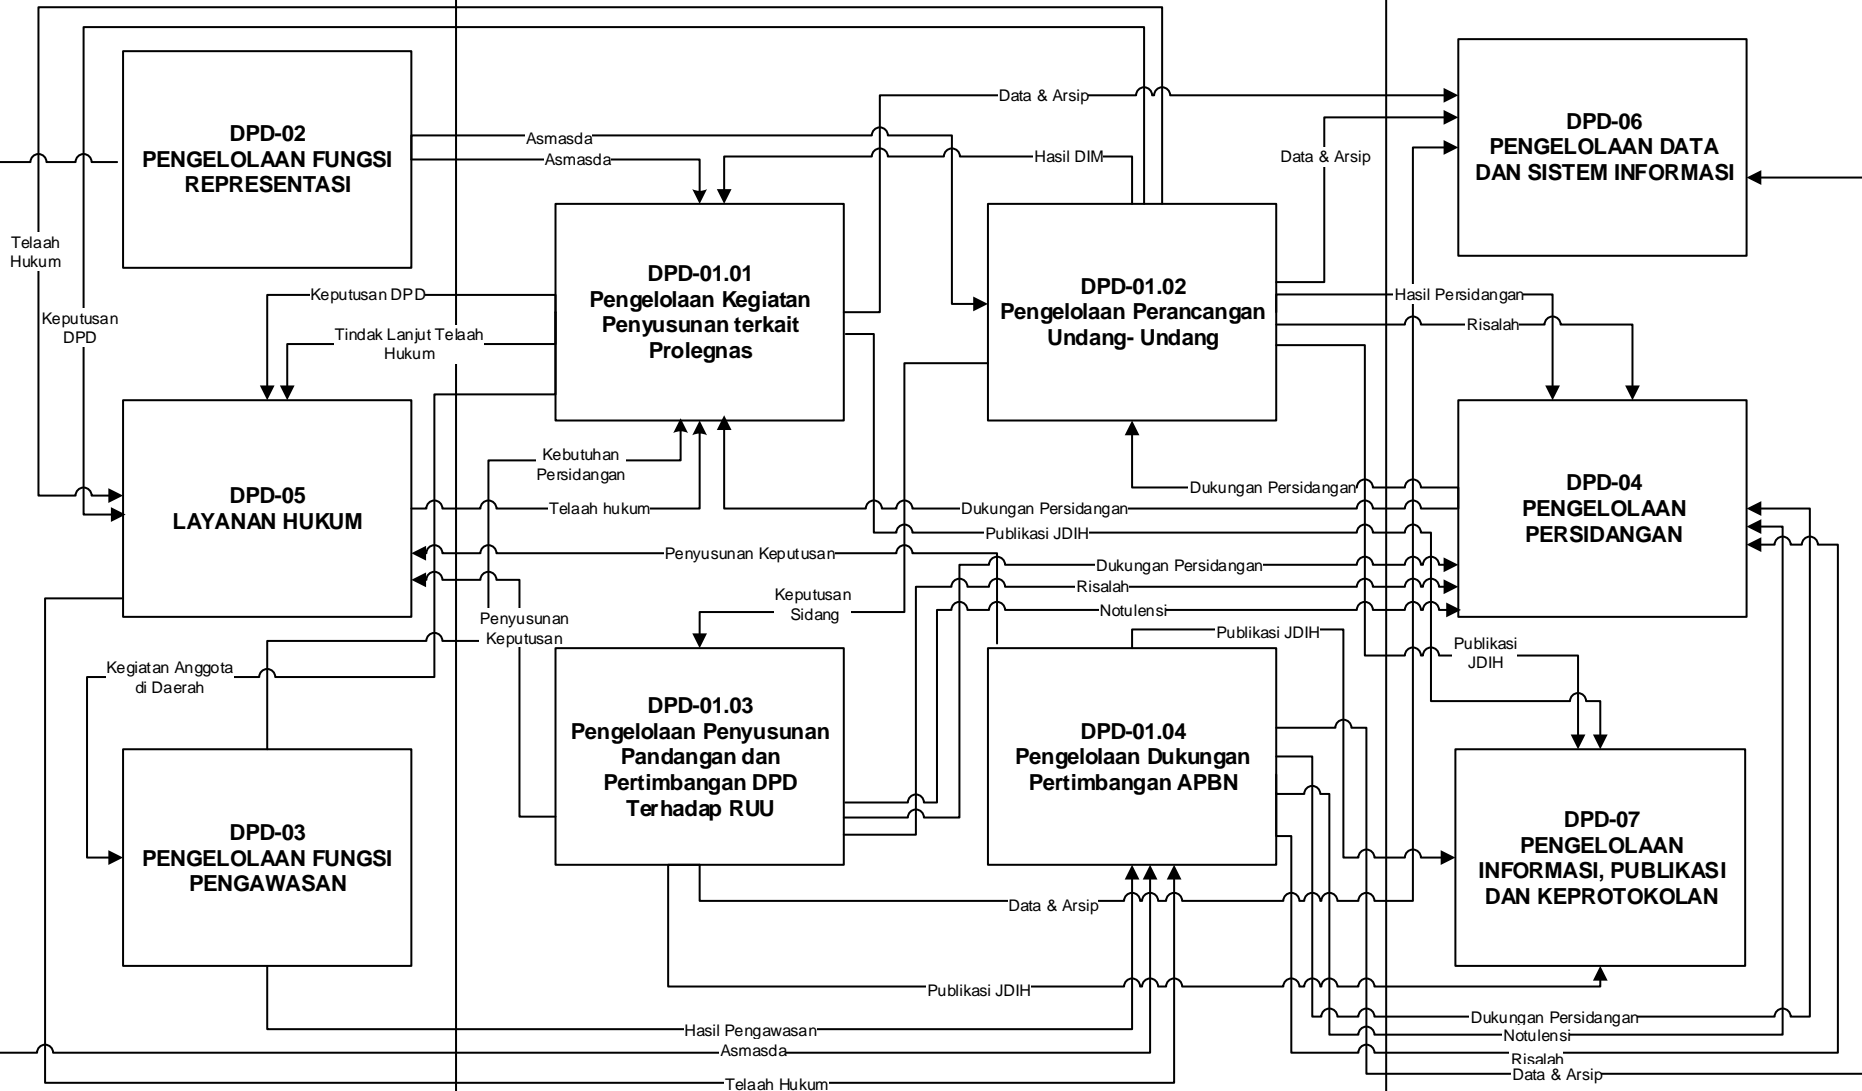 Data & Arsip
DPD-02
PENGELOLAAN FUNGSI
REPRESENTASI
Asmasda
Asmasda
Hasil DIM
Data & Arsip
DPD-06
PENGELOLAAN DATA
DAN SISTEM INFORMASI
Telaah
Hukum
Keputusan
DPD
Keputusan DPD
Tindak Lanjut Telaah
Hukum
DPD-01.01
Pengelolaan Kegiatan
Penyusunan terkait
Prolegnas
DPD-01.02
Pengelolaan Perancangan
Undang- Undang
Hasil Persidangan
Risalah
Kebutuhan
Persidangan
Telaah hukum
Dukungan Persidangan
Dukungan Persidangan
Publikasi JDIH
DPD-05
LAYANAN HUKUM
DPD-04
PENGELOLAAN
PERSIDANGAN
Penyusunan Keputusan
Dukungan Persidangan
Risalah
Notulensi
Keputusan
Sidang
Penyusunan
Keputusan
Publikasi JDIH
Publikasi
JDIH
Kegiatan Anggota
di Daerah
DPD-01.03
Pengelolaan Penyusunan
Pandangan dan
Pertimbangan DPD
Terhadap RUU
DPD-01.04
Pengelolaan Dukungan
Pertimbangan APBN
DPD-03
PENGELOLAAN FUNGSI
PENGAWASAN
DPD-07
PENGELOLAAN
INFORMASI, PUBLIKASI
DAN KEPROTOKOLAN
Data & Arsip
Publikasi JDIH
Hasil Pengawasan
Asmasda
Telaah Hukum
Dukungan Persidangan
Notulensi
Risalah
Data & Arsip